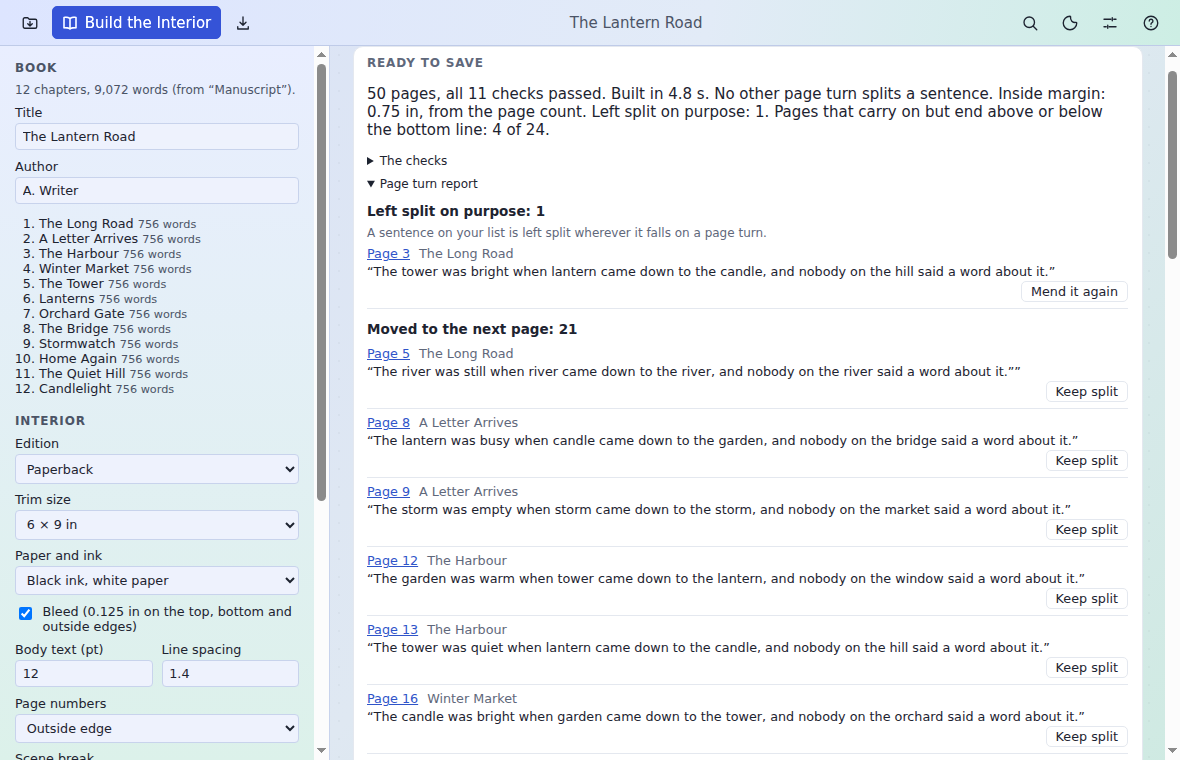 Build the Interior
The Lantern Road
BOOK
12 chapters, 9,072 words (from “Manuscript”).
Title
The Lantern Road
Author
A. Writer
1. The Long Road 756 words
2. A Letter Arrives 756 words
3. The Harbour 756 words
4. Winter Market 756 words
5. The Tower 756 words
6. Lanterns 756 words
7. Orchard Gate 756 words
8. The Bridge 756 words
9. Stormwatch 756 words
10. Home Again 756 words
11. The Quiet Hill 756 words
12. Candlelight 756 words
INTERIOR
Edition
Paperback
Trim size
6 × 9 in
Paper and ink
Black ink, white paper
Bleed (0.125 in on the top, bottom and
outside edges)
Body text (pt)
Line spacing
12
1.4
Page numbers
Outside edge
Scene break
READY TO SAVE
50 pages, all 11 checks passed. Built in 4.8 s. No other page turn splits a sentence. Inside margin:
0.75 in, from the page count. Left split on purpose: 1. Pages that carry on but end above or below
the bottom line: 4 of 24.
The checks
Page turn report
Left split on purpose: 1
A sentence on your list is left split wherever it falls on a page turn.
Page 3 The Long Road
“The tower was bright when lantern came down to the candle, and nobody on the hill said a word about it.”
Mend it again
Moved to the next page: 21
Page 5 The Long Road
“The river was still when river came down to the river, and nobody on the river said a word about it.””
Keep split
Page 8 A Letter Arrives
“The lantern was busy when candle came down to the garden, and nobody on the bridge said a word about it.”
Keep split
Page 9 A Letter Arrives
“The storm was empty when storm came down to the storm, and nobody on the market said a word about it.”
Keep split
Page 12 The Harbour
“The garden was warm when tower came down to the lantern, and nobody on the window said a word about it.”
Keep split
Page 13 The Harbour
“The tower was quiet when lantern came down to the candle, and nobody on the hill said a word about it.”
Keep split
Page 16 Winter Market
“The candle was bright when garden came down to the tower, and nobody on the orchard said a word about it.”
Keep split